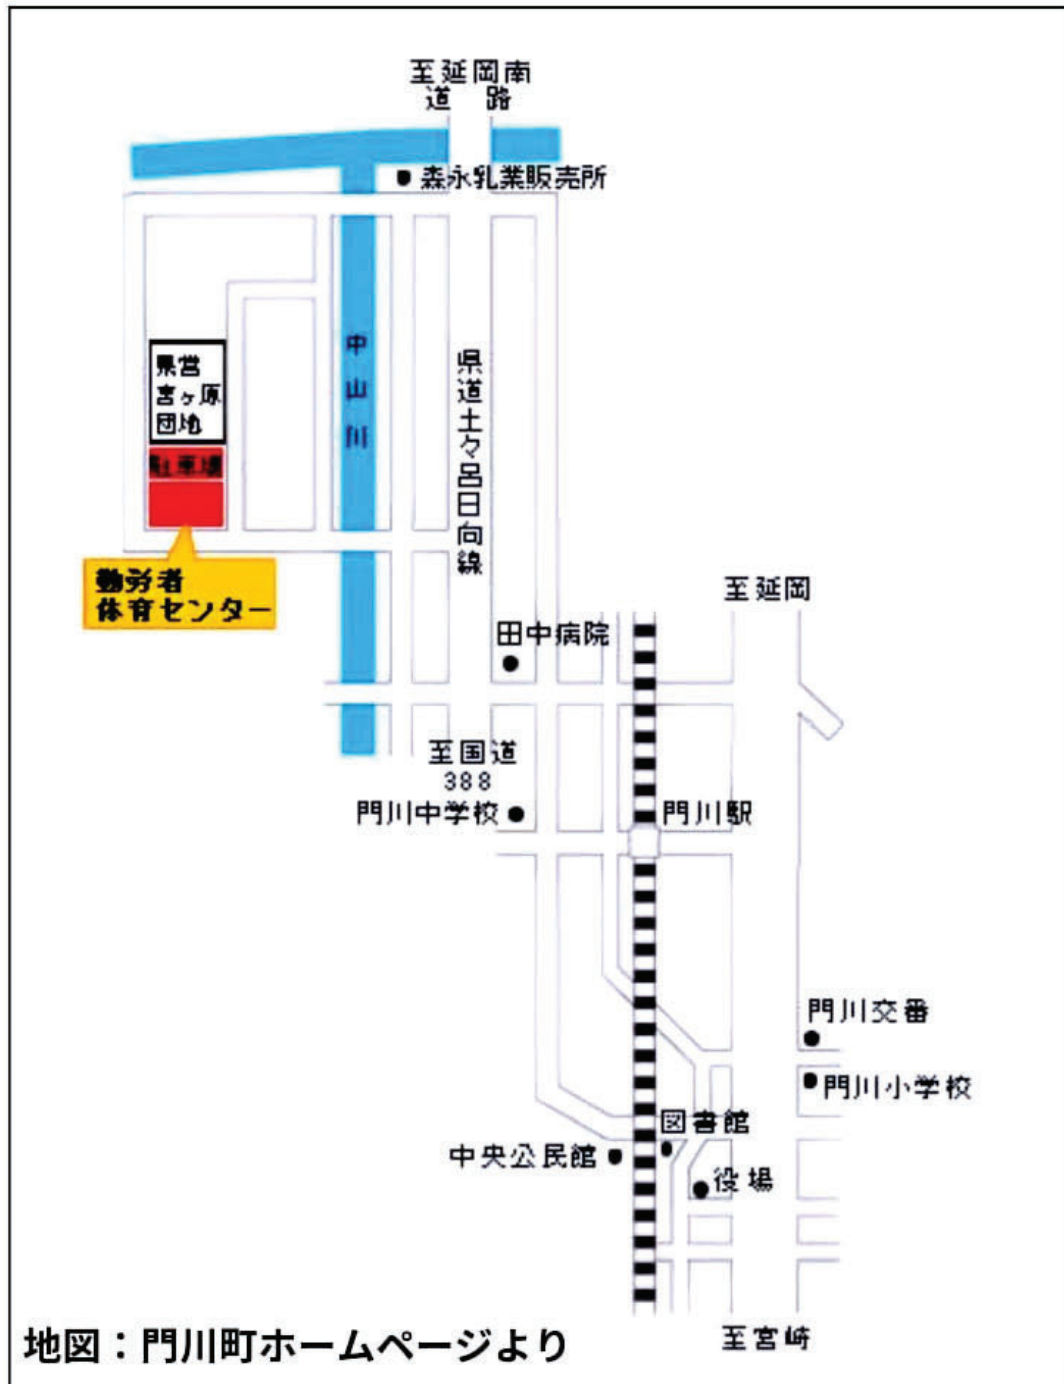 至延岡南
道路
森永乳業販売所
県営
宮ヶ原
団地
駐車場
中山川
県道土々呂日向線
勤労者
体育センター
至延岡
田中病院
至国道
388
門川中学校
門川駅
門川交番
門川小学校
図書館
中央公民館
役場
至宮崎
地図：門川町ホームページより